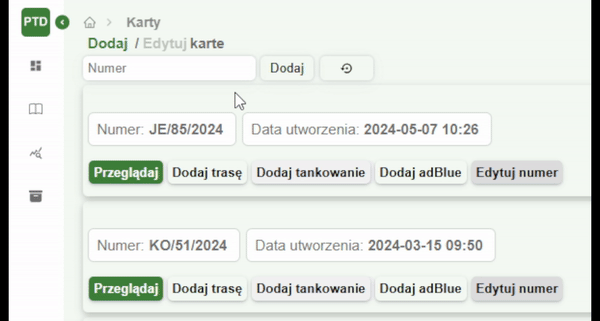 PTD
Karty
Dodaj / Edytuj karte
Numer Dodaj
Numer: JE/85/2024 Data utworzenia: 2024-05-07 10:26
Przeglądaj Dodaj trasę Dodaj tankowanie Dodaj adBlue Edytuj numer
Numer: KO/51/2024 Data utworzenia: 2024-03-15 09:50
Przeglądaj Dodaj trasę Dodaj tankowanie Dodaj adBlue Edytuj numer